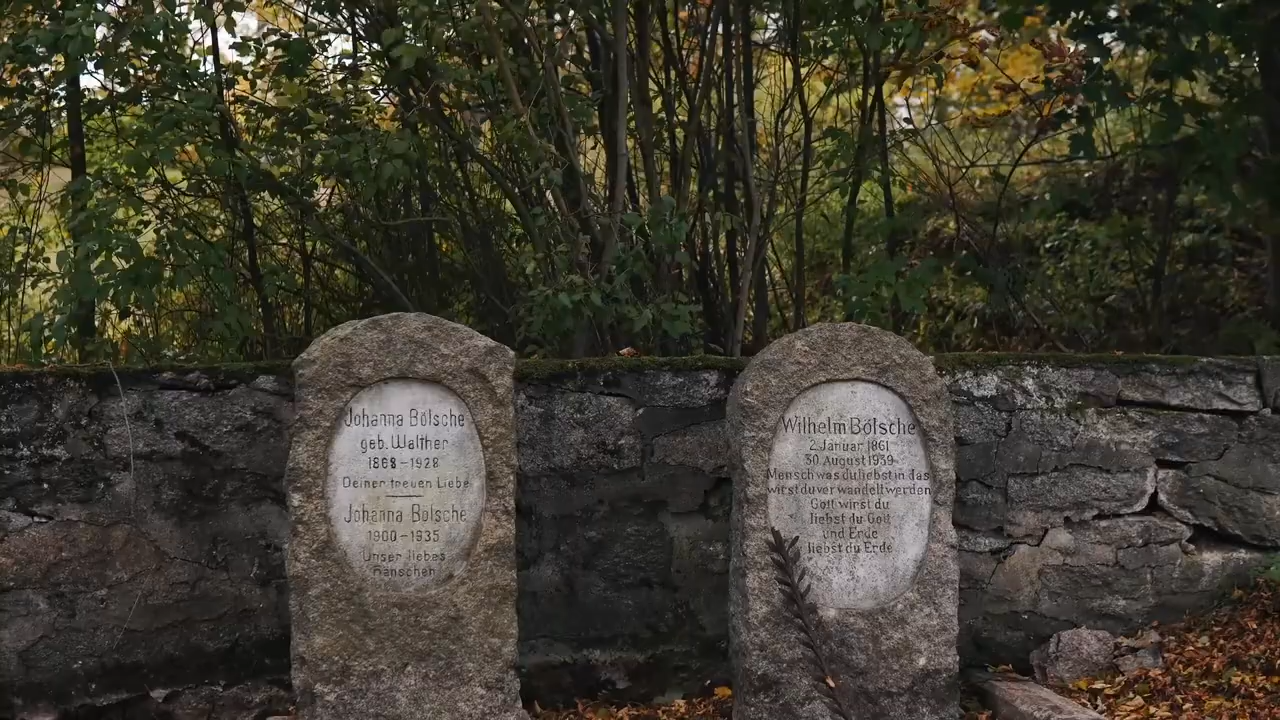 Johanna Bölsche
geb. Walther
1868-1928
Deiner treuen Liebe
Johanna Bölsche
1900-1935
Unser liebes
Menschen
Wilhelm Bölsche
2. Januar 1861
30. August 1939
Mensch was du liebst in das
wirst du verwandelt werden
Gott wirst du
liebst du Gott
und Erde
liebst du Erde